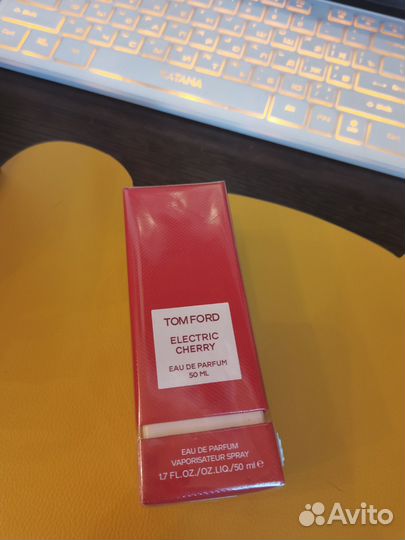 KATANA
TOM FORD
ELECTRIC
CHERRY
EAU DE PARFUM
50 ML
EAU DE PARFUM
VAPORISATEUR SPRAY
1.7 FL.OZ./OZ.LIQ./50 ml e
Avito